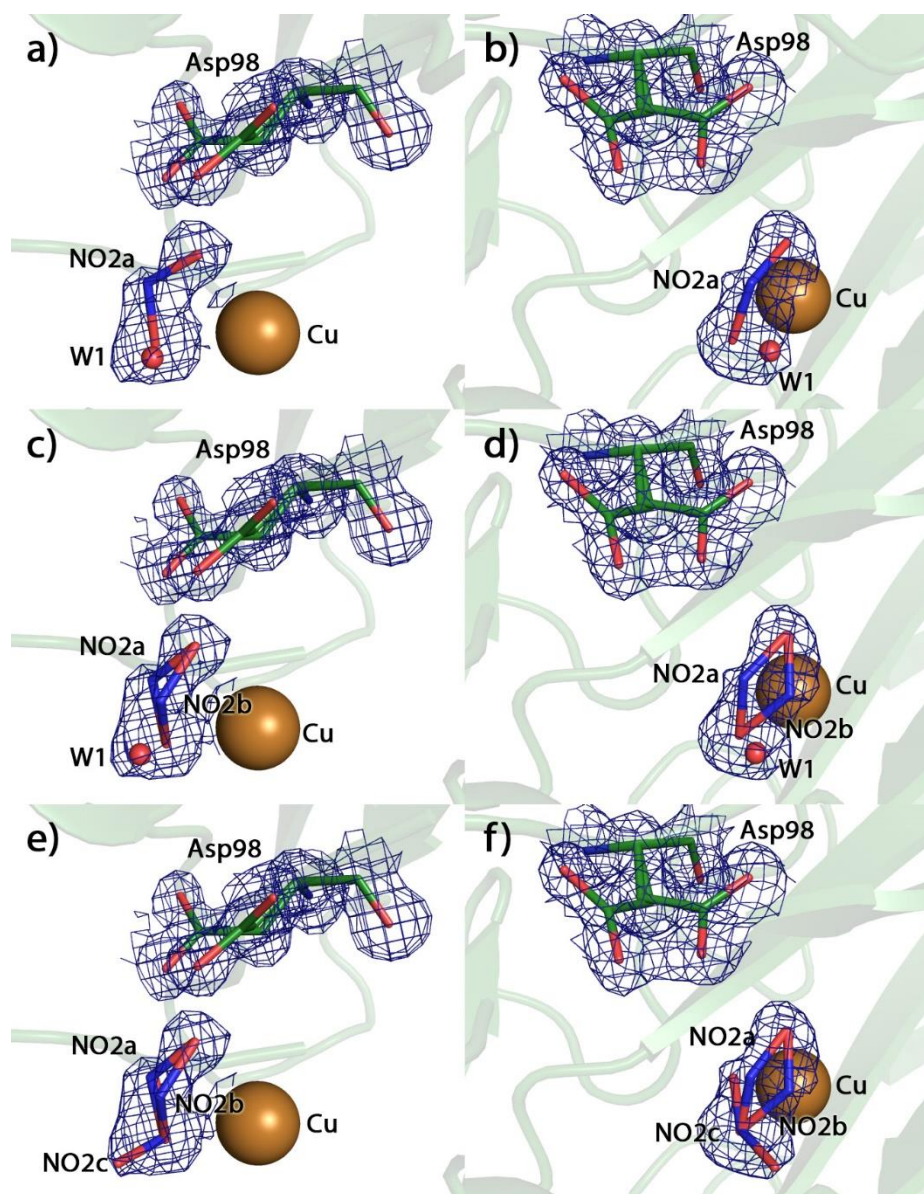 a)
Asp98
NO2a
W1
Cu
b)
Asp98
NO2a
Cu
W1
c)
Asp98
NO2a
NO2b
W1
Cu
d)
Asp98
NO2a
Cu
NO2b
W1
e)
Asp98
NO2a
NO2b
NO2c
Cu
f)
Asp98
NO2a
Cu
NO2b
NO2c